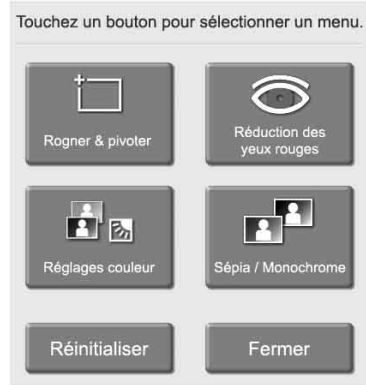 Touchez un bouton pour sélectionner un menu.
Rogner & pivoter
Réduction des
yeux rouges
Réglages couleur
Sépia / Monochrome
Réinitialiser
Fermer